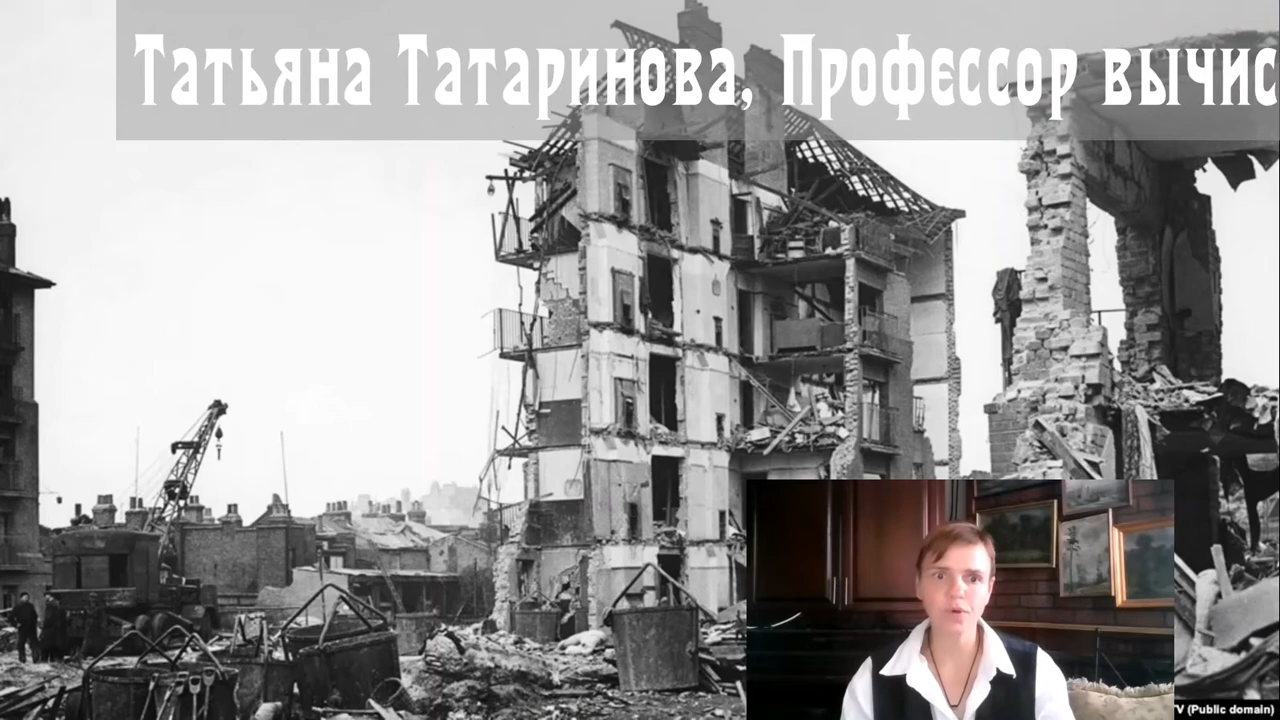 Татьяна Татаринова, Профессор вычис
V (Public domain)